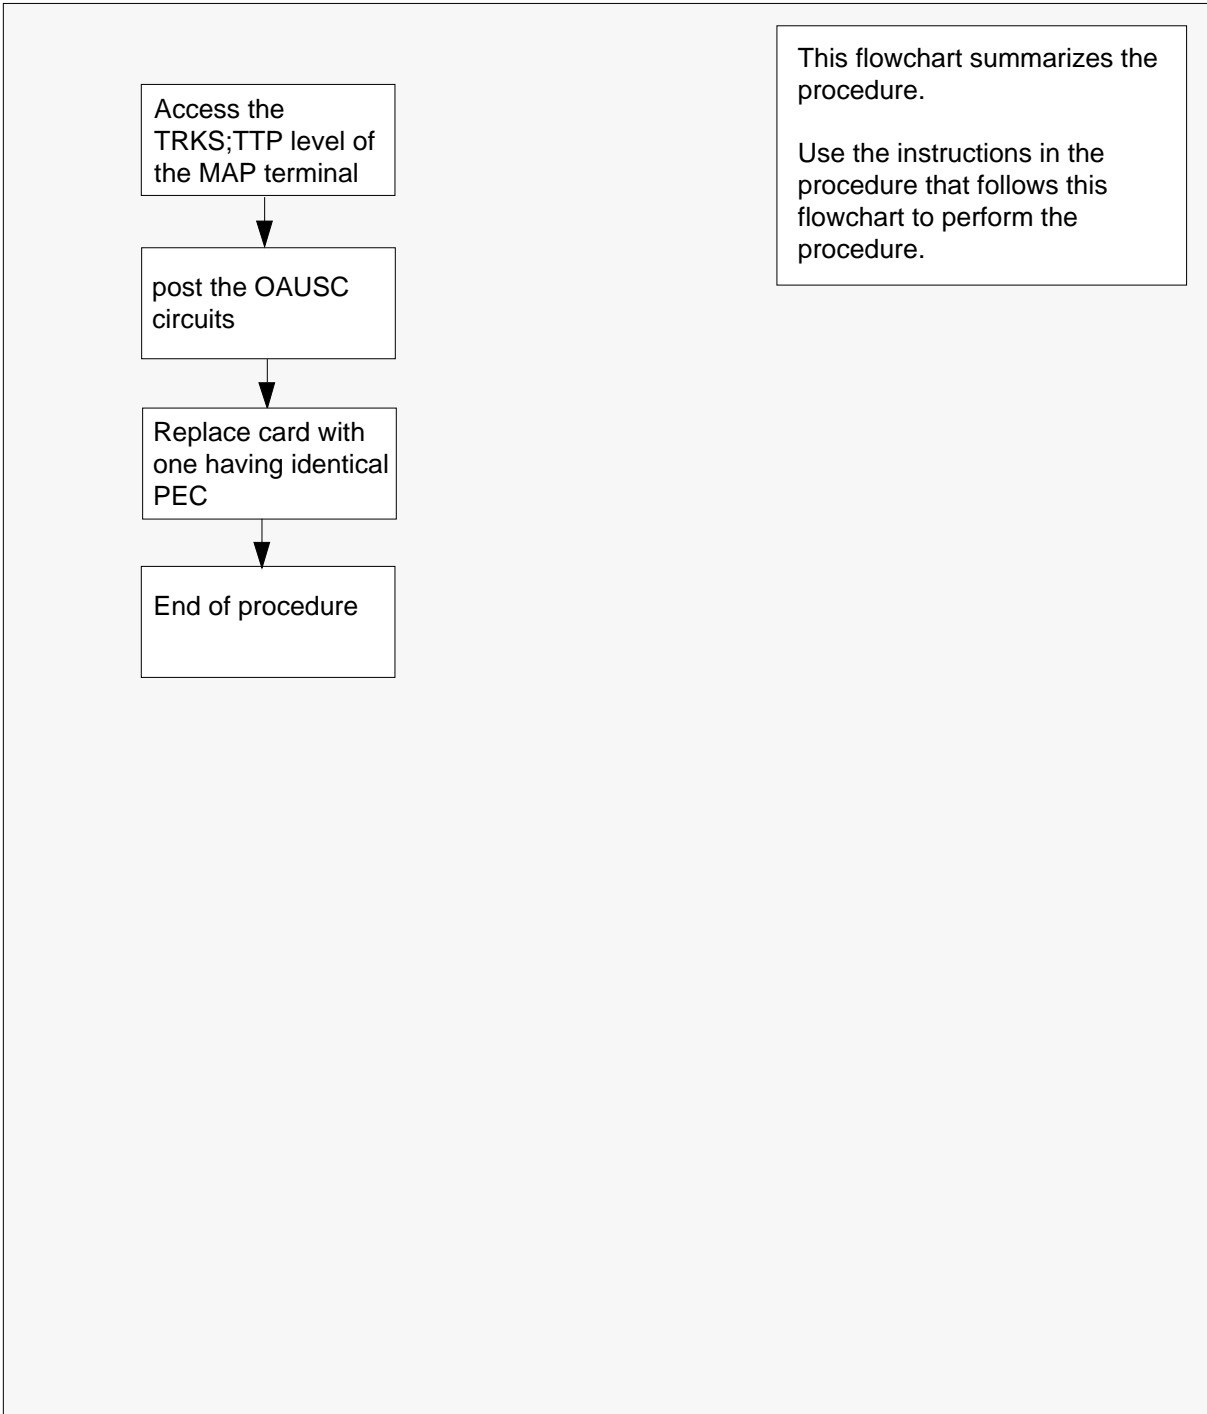 Access the
TRKS;TTP level of
the MAP terminal
post the OAUSC
circuits
Replace card with
one having identical
PEC
End of procedure
This flowchart summarizes the
procedure.
Use the instructions in the
procedure that follows this
flowchart to perform the
procedure.